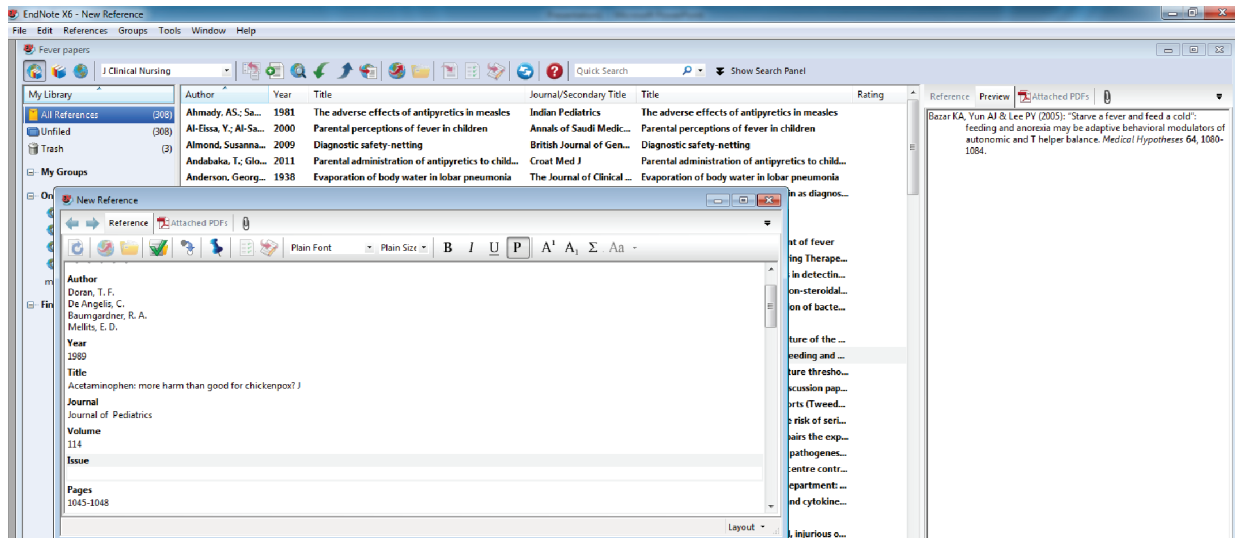 EndNote X6 - New Reference
File Edit References Groups Tools Window Help
Fever papers
J Clinical Nursing
Quick Search
Show Search Panel
My Library
All References (308)
Unfiled (308)
Trash (3)
My Groups
On
m
Fin
Author Year Title Journal/Secondary Title Title Rating
Ahmady, AS.; Sa... 1981 The adverse effects of antipyretics in measles Indian Pediatrics The adverse effects of antipyretics in measles
Al-Eissa, Y.; Al-Sa... 2000 Parental perceptions of fever in children Annals of Saudi Medic... Parental perceptions of fever in children
Almond, Susanna... 2009 Diagnostic safety-netting British Journal of Gen... Diagnostic safety-netting
Andabaka, T.; Glo... 2011 Parental administration of antipyretics to child... Croat Med J Parental administration of antipyretics to child...
Anderson, Georg... 1938 Evaporation of body water in lobar pneumonia The Journal of Clinical ... Evaporation of body water in lobar pneumonia
in as diagnos...
nt of fever
ing Therape...
in detectin...
on-steroidal...
ion of bacte...
ture of the ...
eeding and ...
ture thresho...
scussion pap...
orts (Tweed...
e risk of seri...
pairs the exp...
pathogenes...
centre contr...
epartment: ...
nd cytokine...
l, injurious o...
New Reference
Reference Attached PDFs
Plain Font Plain Size B I U P A1 A1 Σ Aa
Author
Doran, T. F.
De Angelis, C.
Baumgardner, R. A.
Mellits, E. D.
Year
1989
Title
Acetaminophen: more harm than good for chickenpox? J
Journal
Journal of Pediatrics
Volume
114
Issue
Pages
1045-1048
Layout
Reference Preview Attached PDFs
Bazar KA, Yun AJ & Lee PY (2005): "Starve a fever and feed a cold":
feeding and anorexia may be adaptive behavioral modulators of
autonomic and T helper balance. Medical Hypotheses 64, 1080-
1084.